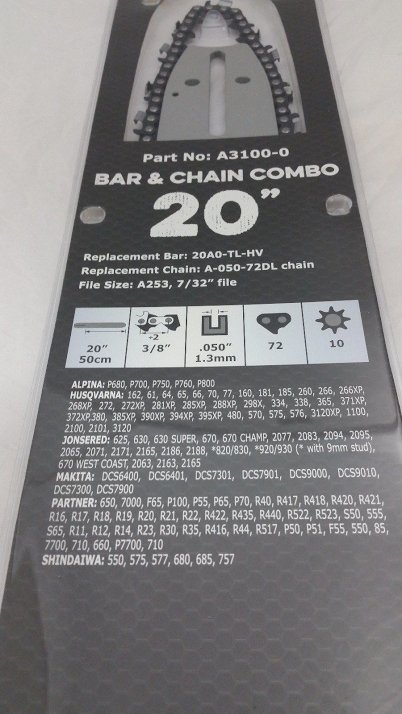 Part No: A3100-0
BAR & CHAIN COMBO
20"
Replacement Bar: 20A0-TL-HV
Replacement Chain: A-050-72DL chain
File Size: A253, 7/32" file
20" 50cm
÷2 3/8"
.050" 1.3mm
72
10
ALPINA: P680, P700, P750, P760, P800
HUSQVARNA: 162, 61, 64, 65, 66, 70, 77, 160, 181, 185, 260, 266, 266XP,
268XP, 272, 272XP, 281XP, 285XP, 288XP, 298X, 334, 338, 365, 371XP,
372XP,380, 385XP, 390XP, 394XP, 395XP, 480, 570, 575, 576, 3120XP, 1100,
2100, 2101, 3120
JONSERED: 625, 630, 630 SUPER, 670, 670 CHAMP, 2077, 2083, 2094, 2095,
2065, 2071, 2171, 2165, 2186, 2188, *820/830, *920/930 (* with 9mm stud),
670 WEST COAST, 2063, 2163, 2165
MAKITA: DCS6400, DCS6401, DCS7301, DCS7901, DCS9000, DCS9010,
DCS7300, DCS7900
PARTNER: 650, 7000, F65, P100, P55, P65, P70, R40, R417, R418, R420, R421,
R16, R17, R18, R19, R20, R21, R22, R422, R435, R440, R522, R523, S50, 555,
S65, R11, R12, R14, R23, R30, R35, R416, R44, R517, P50, P51, F55, 550, 85,
7700, 710, 660, P7700, 710
SHINDAIWA: 550, 575, 577, 680, 685, 757